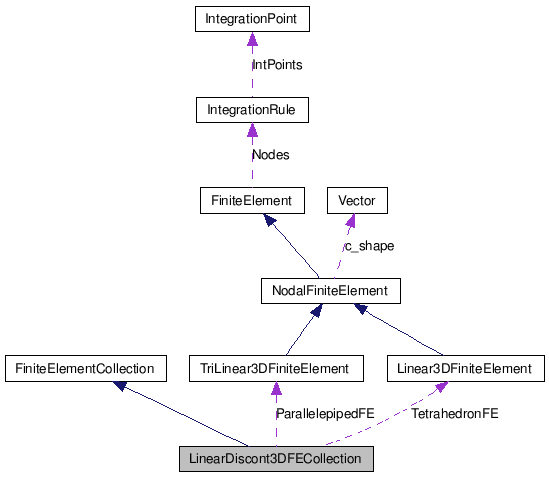 IntegrationPoint
IntPoints
IntegrationRule
Nodes
FiniteElement
Vector
c_shape
NodalFiniteElement
FiniteElementCollection
TriLinear3DFiniteElement
Linear3DFiniteElement
ParallelepipedFE
TetrahedronFE
LinearDiscont3DFECollection